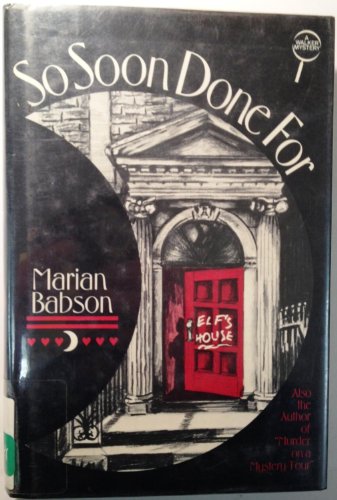 A
WALKER
MYSTERY
So Soon Done For
Marian
Babson
ELF'S
HOUSE
Also
the
Author
of
"Murder
on a
Mystery Tour"